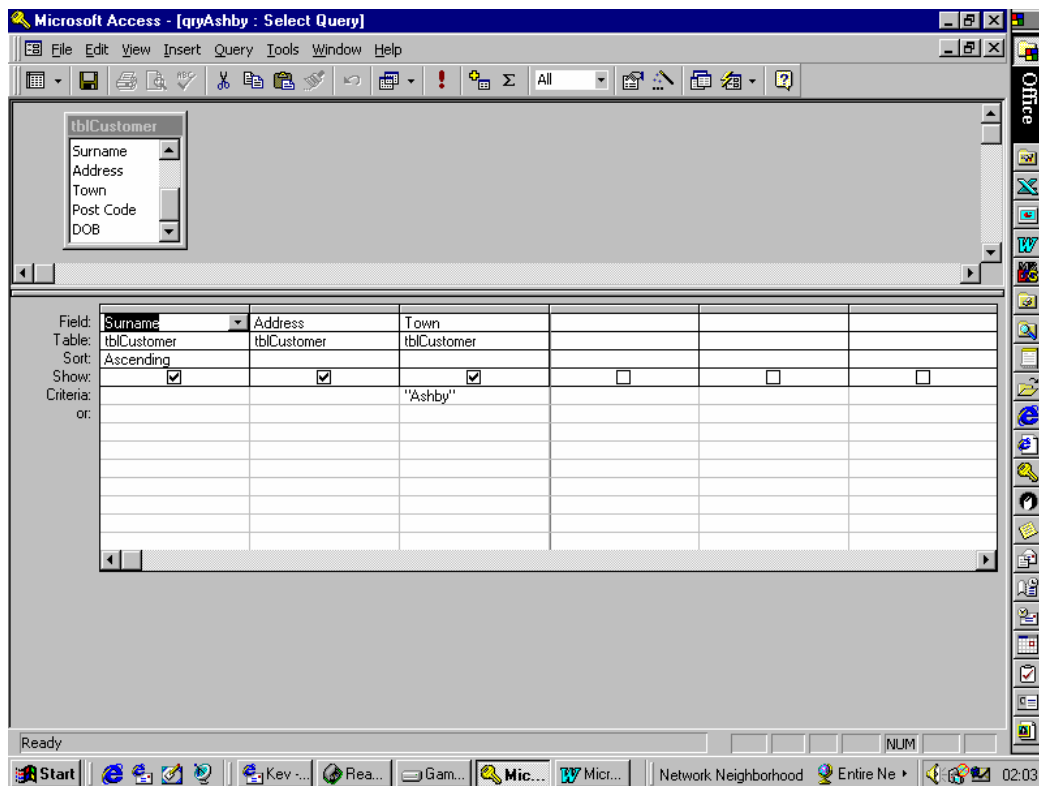 Microsoft Access - [qryAshby : Select Query]
File Edit View Insert Query Tools Window Help
All
Office
tblCustomer
Surname
Address
Town
Post Code
DOB
Field: Surname Address Town
Table: tblCustomer tblCustomer tblCustomer
Sort: Ascending
Show:
Criteria: "Ashby"
or:
Ready NUM
Start Kev -... Rea... Gam... Mic... Micr... Network Neighborhood Entire Ne 02:03